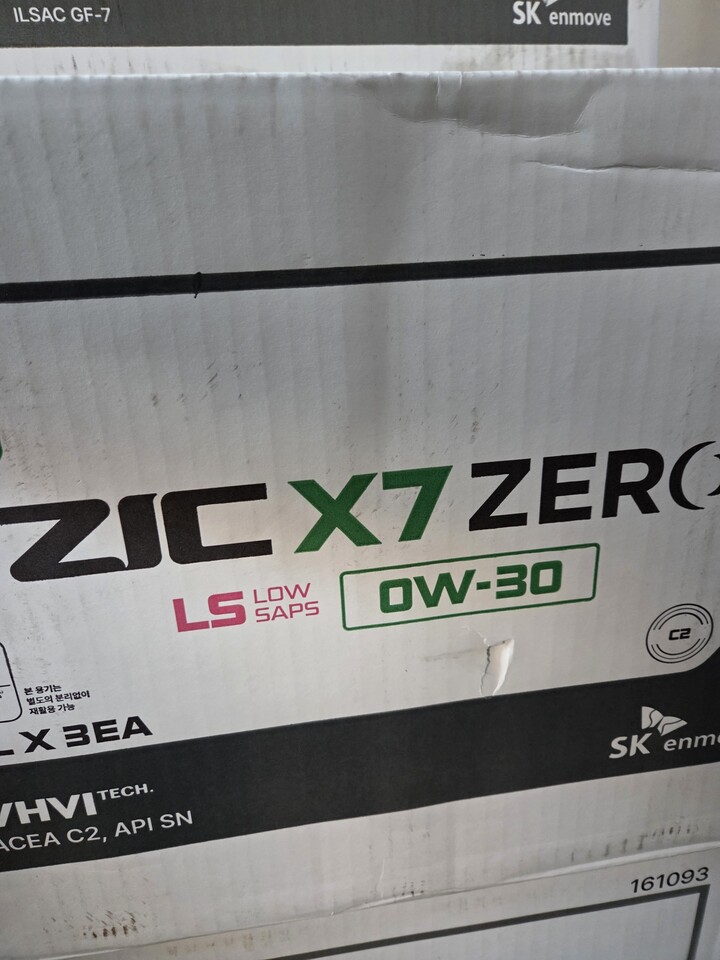 ILSAC GF-7
SK enmove
ZIC X7 ZERO
LS LOW SAPS
0W-30
C2
본 용기는
별도의 분리없이
재활용 가능
L X 3EA
VHVI TECH.
ACEA C2, API SN
SK enmo
161093